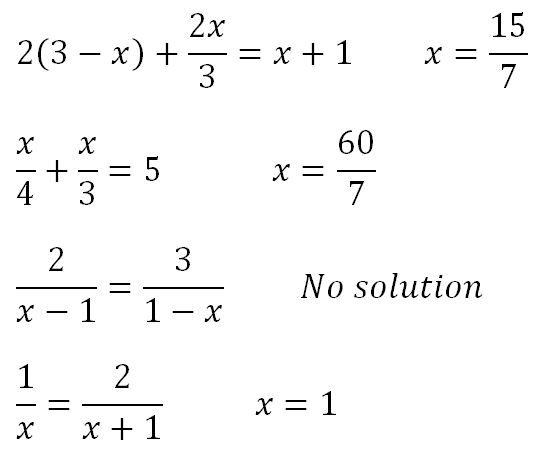 2(3 − x) + 2x/3 = x + 1 x = 15/7
x/4 + x/3 = 5 x = 60/7
2/(x − 1) = 3/(1 − x) No solution
1/x = 2/(x + 1) x = 1